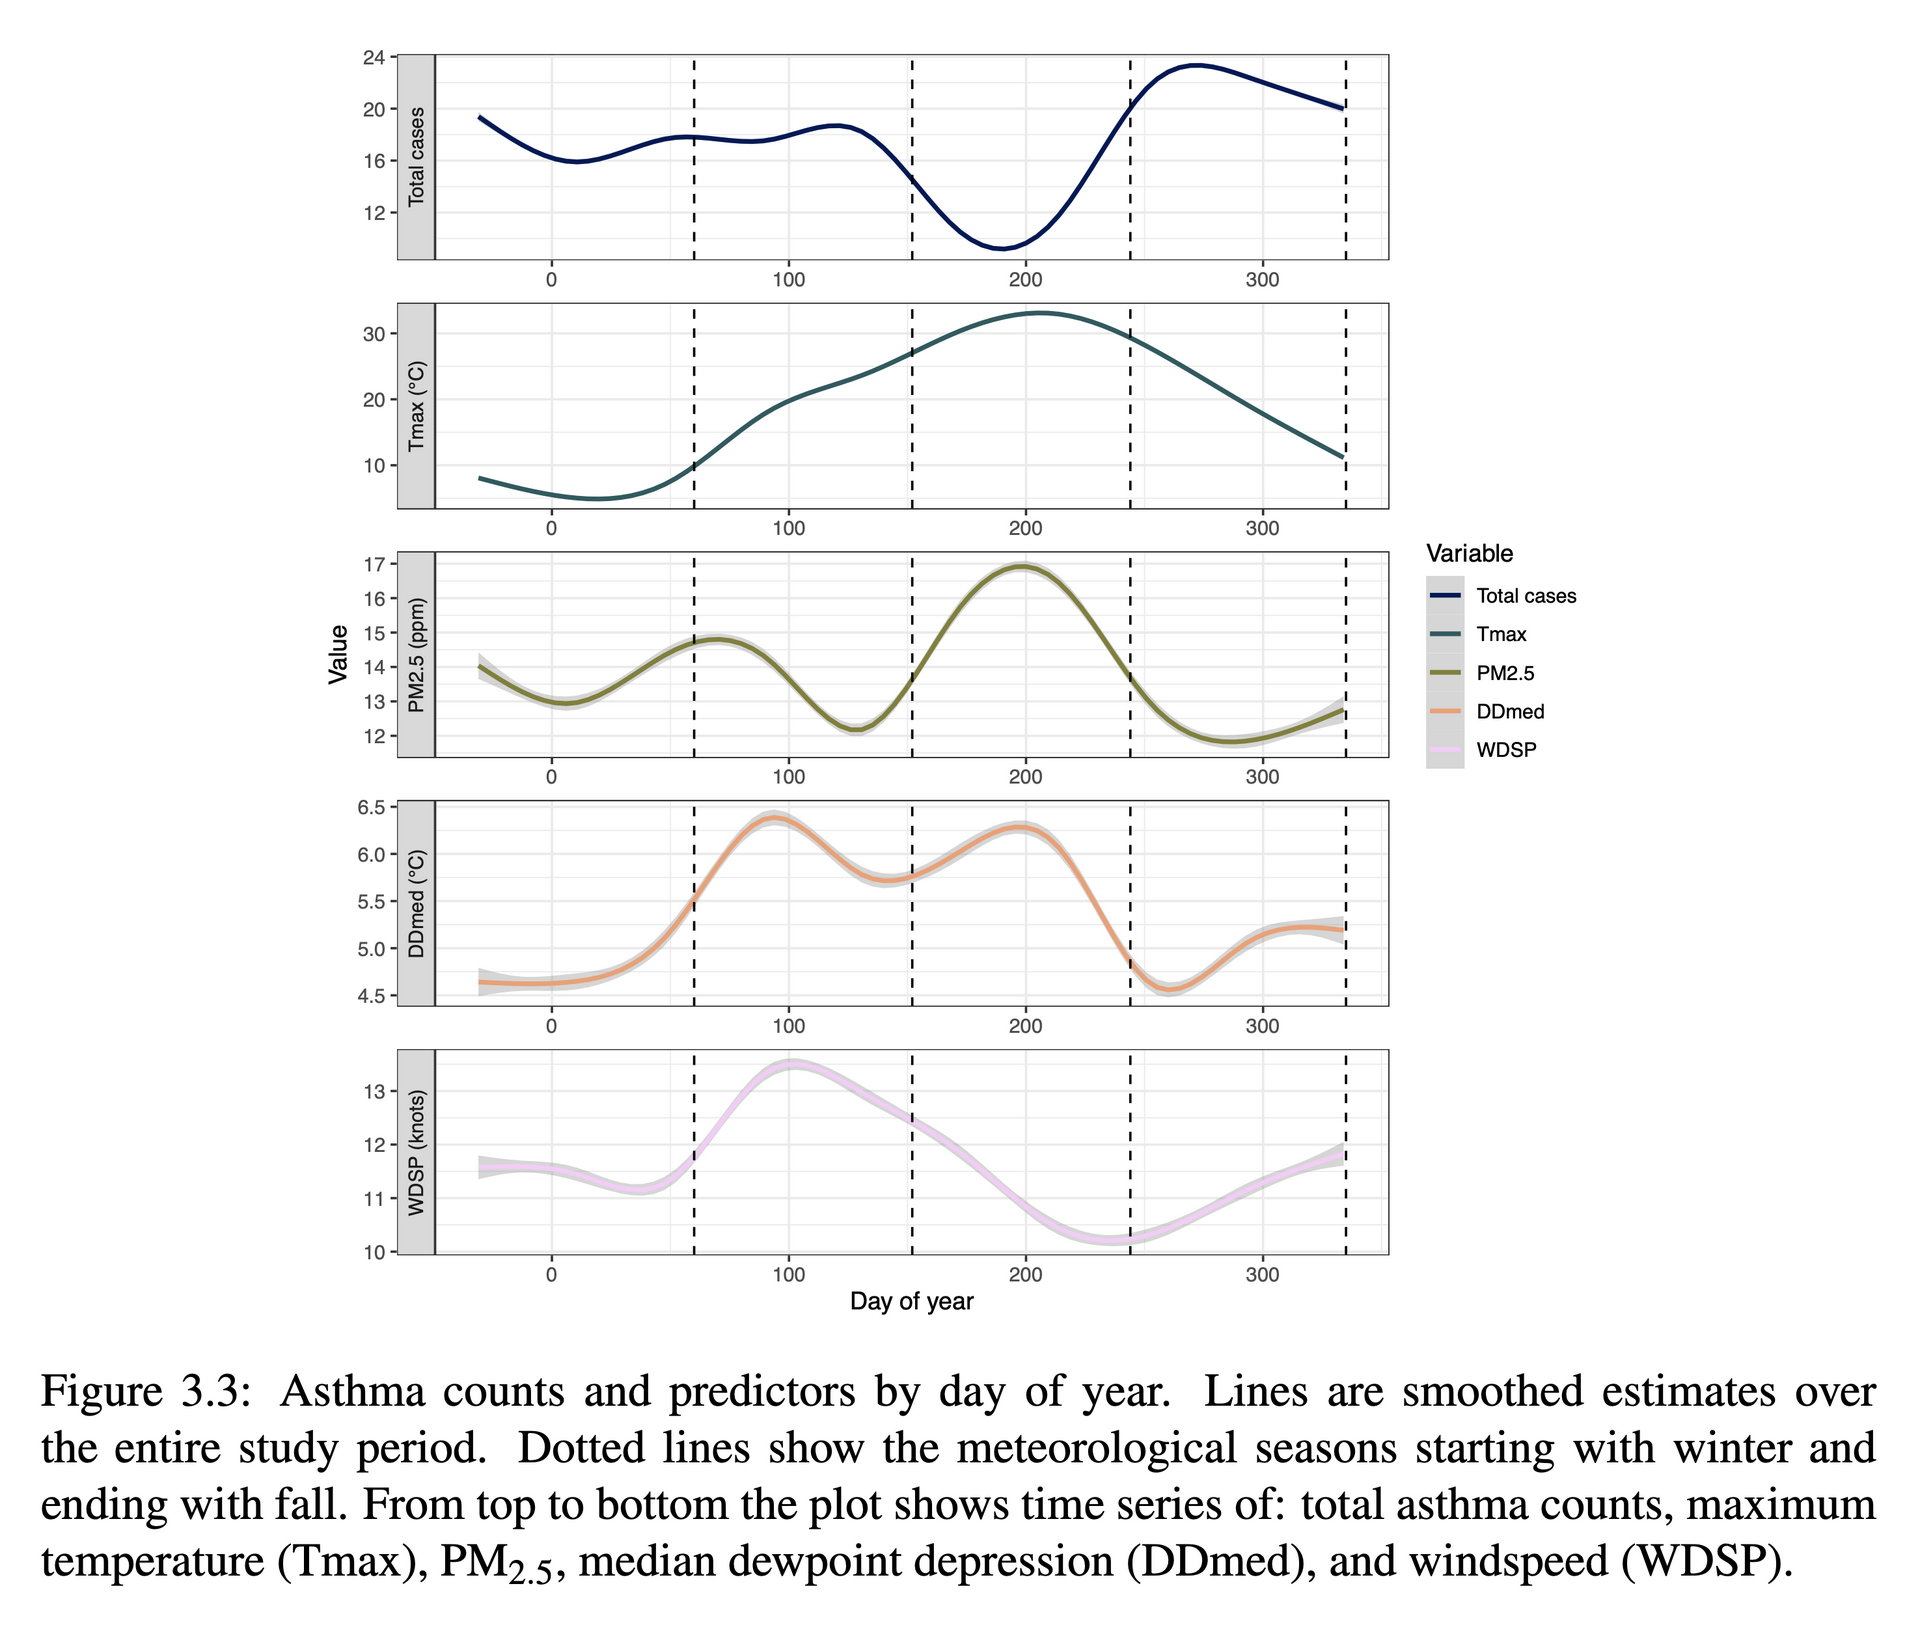 24
20
16
12
Total cases
0 100 200 300
30
20
10
Tmax (°C)
0 100 200 300
17
16
15
14
13
12
PM2.5 (ppm)
Value
0 100 200 300
6.5
6.0
5.5
5.0
4.5
DDmed (°C)
0 100 200 300
13
12
11
10
WDSP (knots)
0 100 200 300
Day of year
Variable
Total cases
Tmax
PM2.5
DDmed
WDSP
Figure 3.3: Asthma counts and predictors by day of year. Lines are smoothed estimates over
the entire study period. Dotted lines show the meteorological seasons starting with winter and
ending with fall. From top to bottom the plot shows time series of: total asthma counts, maximum
temperature (Tmax), PM2.5, median dewpoint depression (DDmed), and windspeed (WDSP).